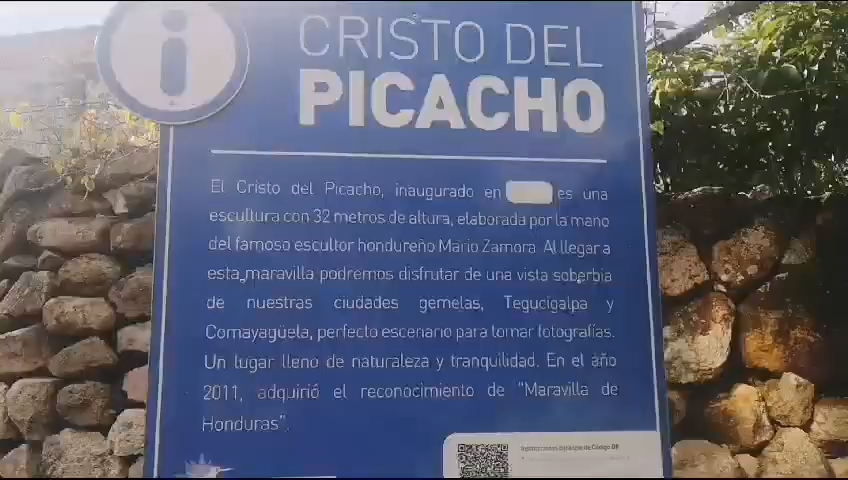 CRISTO DEL
PICACHO
El Cristo del Picacho, inaugurado en es una
escultura con 32 metros de altura, elaborada por la mano
del famoso escultor hondureño Mario Zamora. Al llegar a
esta maravilla podremos disfrutar de una vista soberbia
de nuestras ciudades gemelas, Tegucigalpa y
Comayagüela, perfecto escenario para tomar fotografías.
Un lugar lleno de naturaleza y tranquilidad. En el año
2011, adquirió el reconocimiento de "Maravilla de
Honduras".